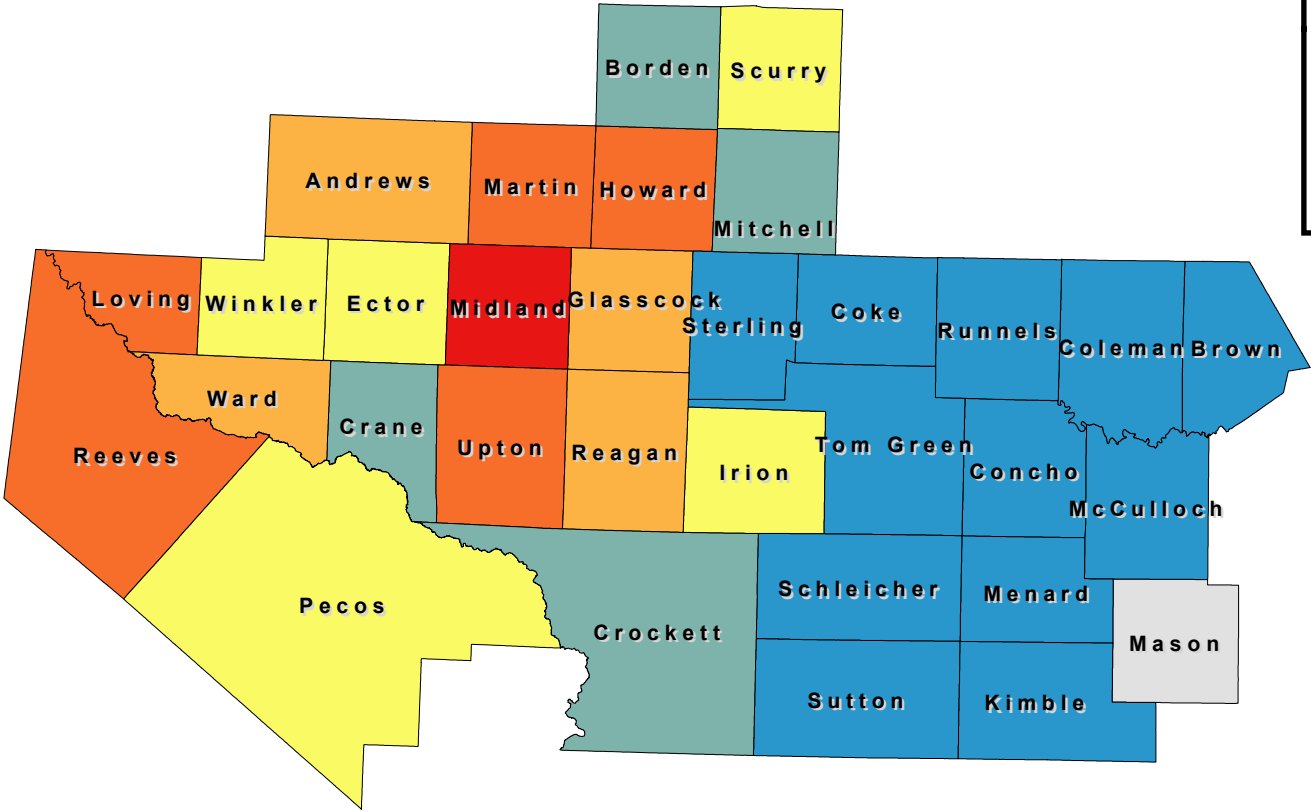 Borden
Scurry
Andrews
Martin
Howard
Mitchell
Loving
Winkler
Ector
Midland
Glasscock
Sterling
Coke
Runnels
Coleman
Brown
Ward
Crane
Reeves
Upton
Reagan
Irion
Tom Green
Concho
McCulloch
Pecos
Crockett
Schleicher
Menard
Mason
Sutton
Kimble